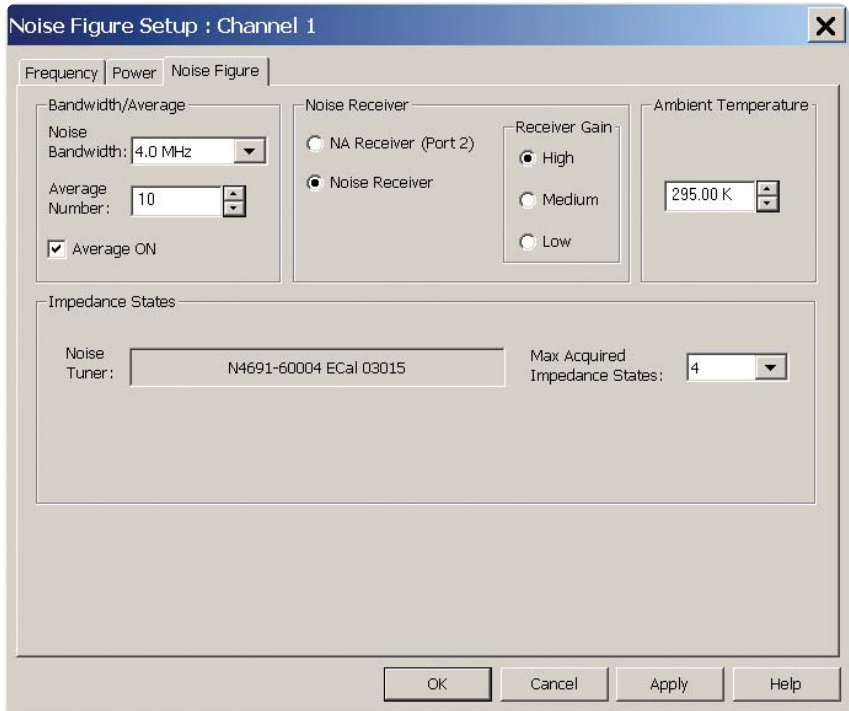 Noise Figure Setup : Channel 1
Frequency
Power
Noise Figure
Bandwidth/Average
Noise
Bandwidth:
4.0 MHz
Average
Number:
10
Average ON
Noise Receiver
NA Receiver (Port 2)
Noise Receiver
Receiver Gain
High
Medium
Low
Ambient Temperature
295.00 K
Impedance States
Noise
Tuner:
N4691-60004 ECal 03015
Max Acquired
Impedance States:
4
OK
Cancel
Apply
Help